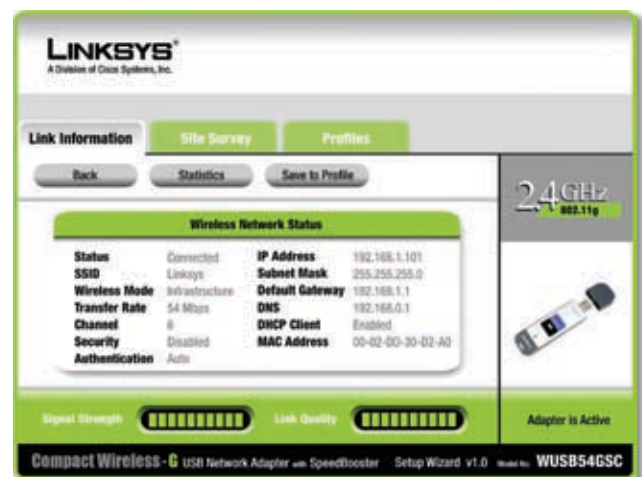 LINKSYS®
A Division of Cisco Systems, Inc.
Link Information Site Survey Profiles
Back Statistics Save to Profile
2.4GHz
802.11g
Wireless Network Status
Status Connected IP Address 192.168.1.101
SSID Linksys Subnet Mask 255.255.255.0
Wireless Mode Infrastructure Default Gateway 192.168.1.1
Transfer Rate 54 Mbps DNS 192.168.0.1
Channel 6 DHCP Client Enabled
Security Disabled MAC Address 00-02-DD-30-D2-A0
Authentication Auto
Signal Strength Link Quality Adapter is Active
Compact Wireless-G USB Network Adapter with SpeedBooster Setup Wizard v1.0 Model No. WUSB54GSC